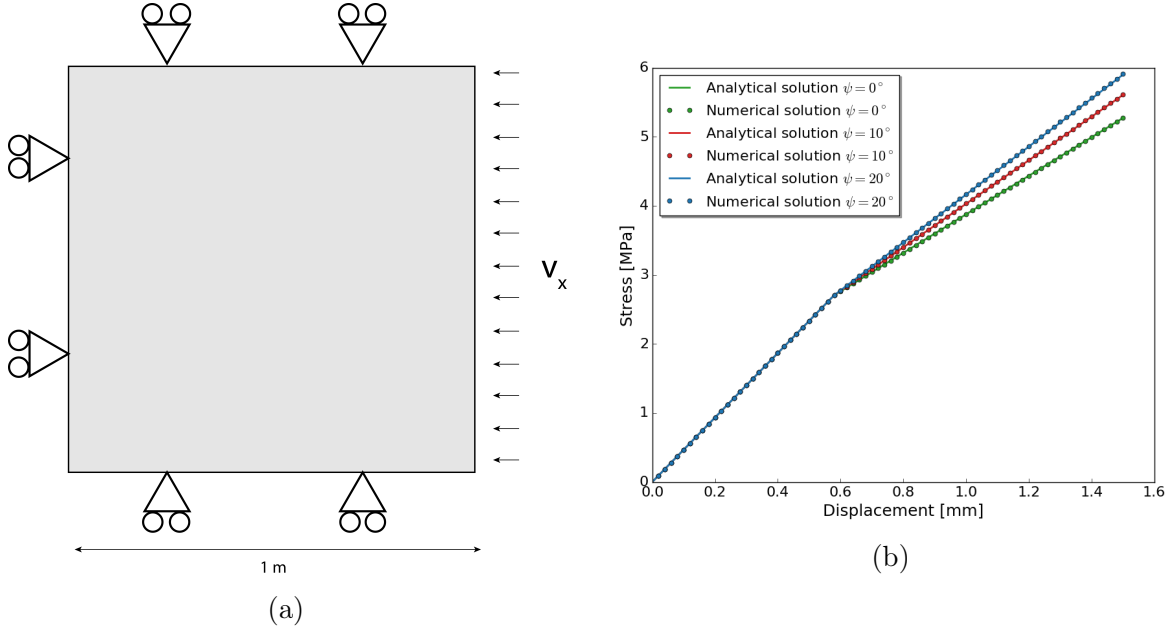 V_x
1 m
(a)
Analytical solution ψ = 0°
Numerical solution ψ = 0°
Analytical solution ψ = 10°
Numerical solution ψ = 10°
Analytical solution ψ = 20°
Numerical solution ψ = 20°
Stress [MPa]
6
5
4
3
2
1
0
0.0 0.2 0.4 0.6 0.8 1.0 1.2 1.4 1.6
Displacement [mm]
(b)